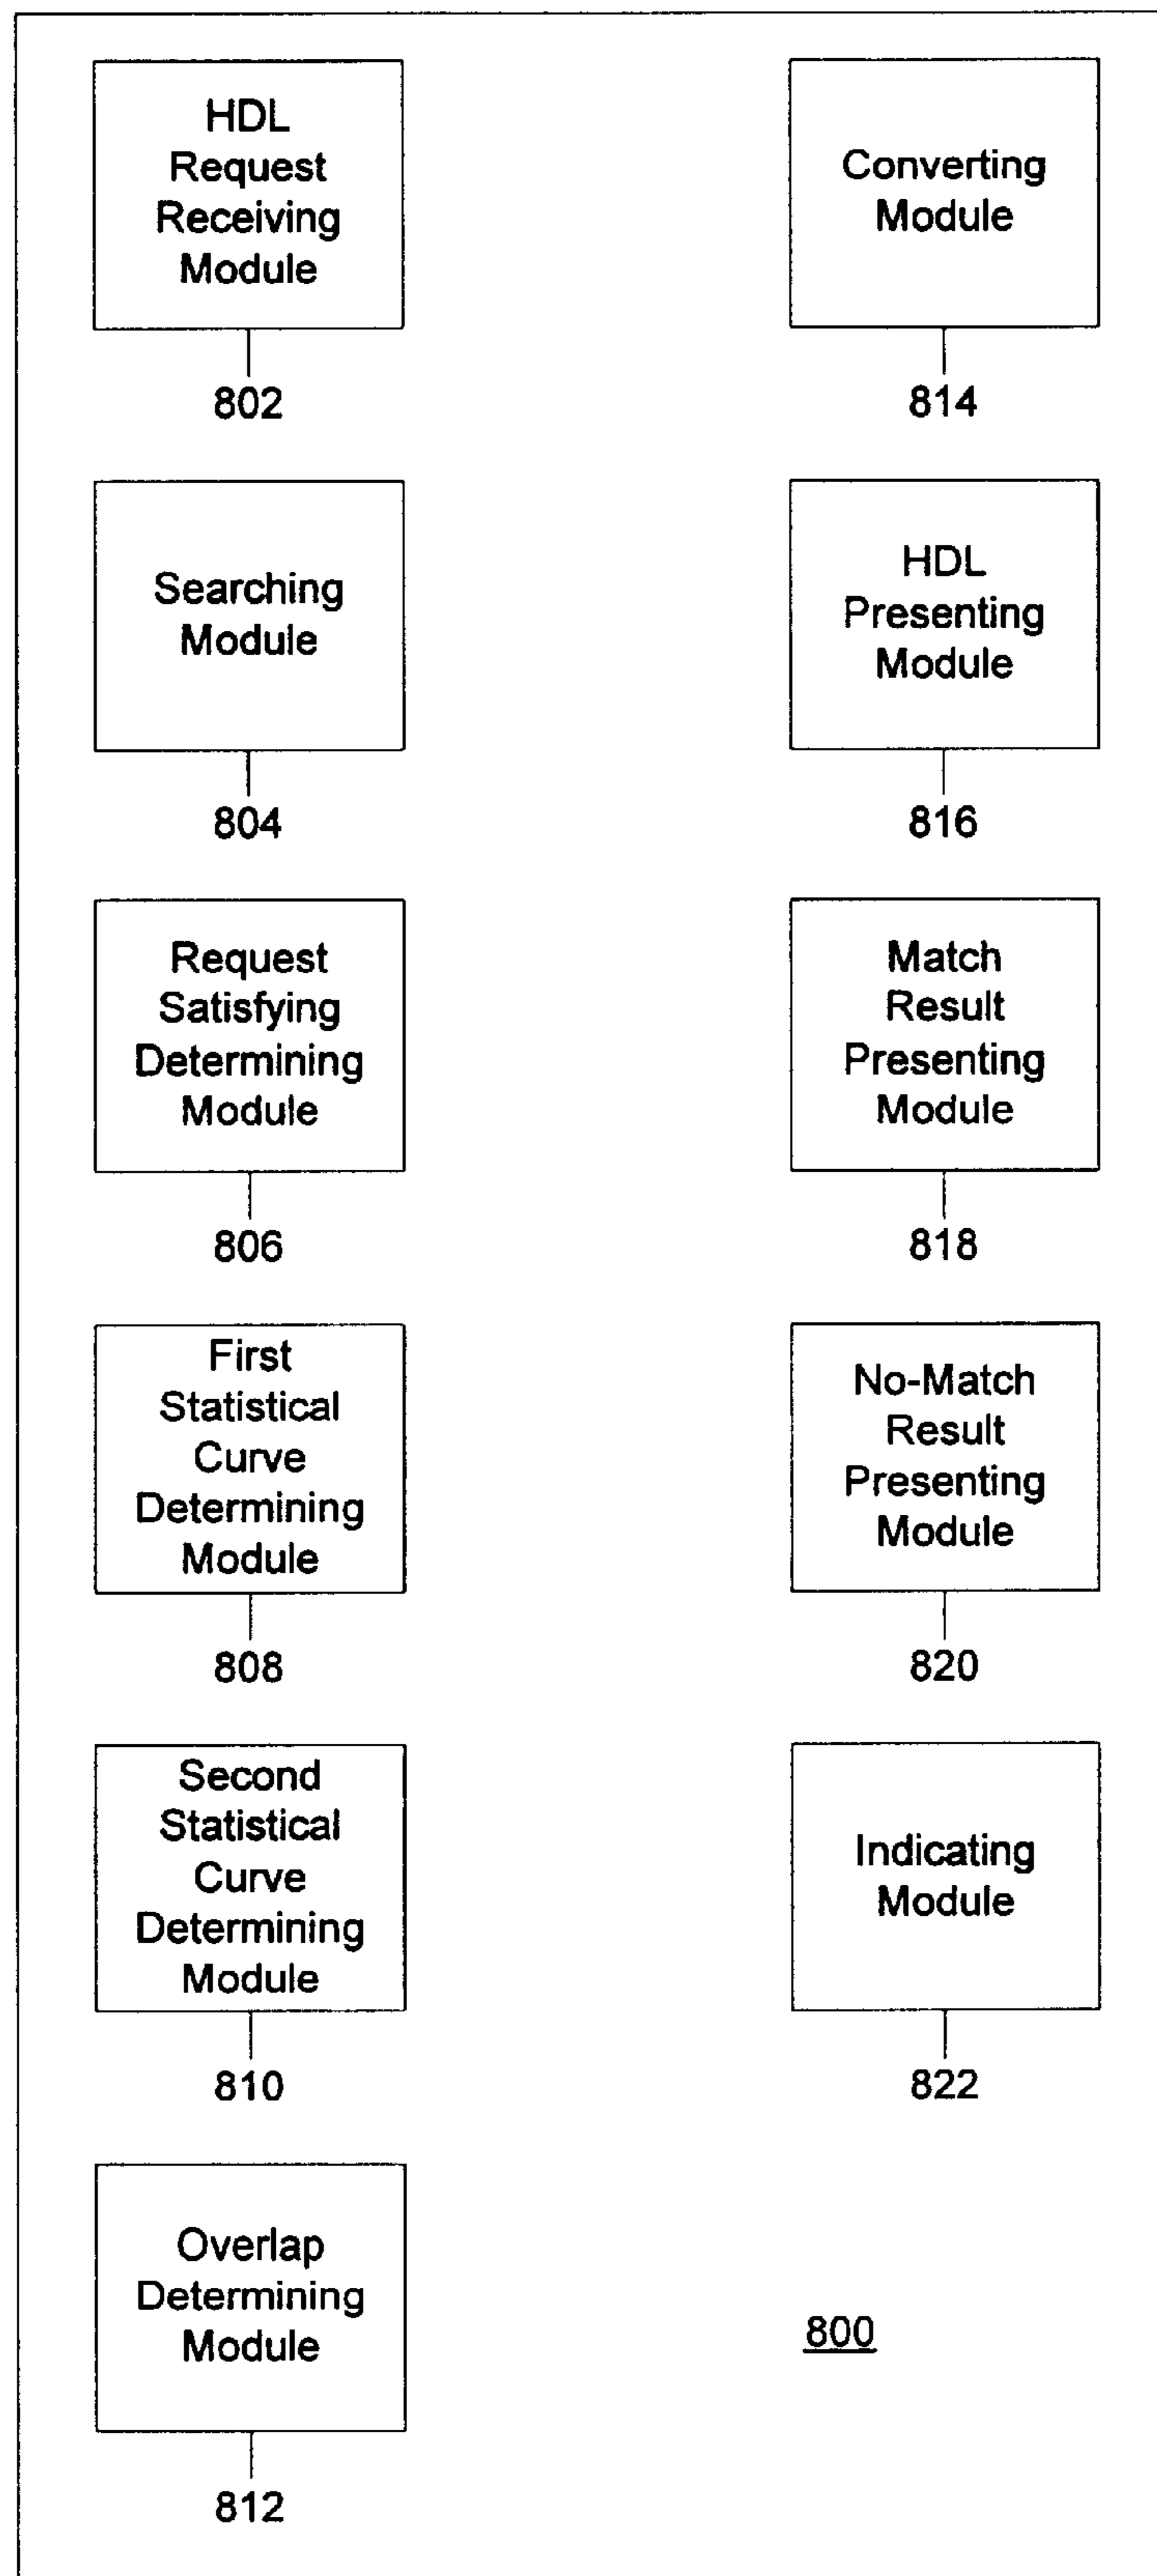 HDL
Request
Receiving
Module
802
Searching
Module
804
Request
Satisfying
Determining
Module
806
First
Statistical
Curve
Determining
Module
808
Second
Statistical
Curve
Determining
Module
810
Overlap
Determining
Module
812
Converting
Module
814
HDL
Presenting
Module
816
Match
Result
Presenting
Module
818
No-Match
Result
Presenting
Module
820
Indicating
Module
822
800